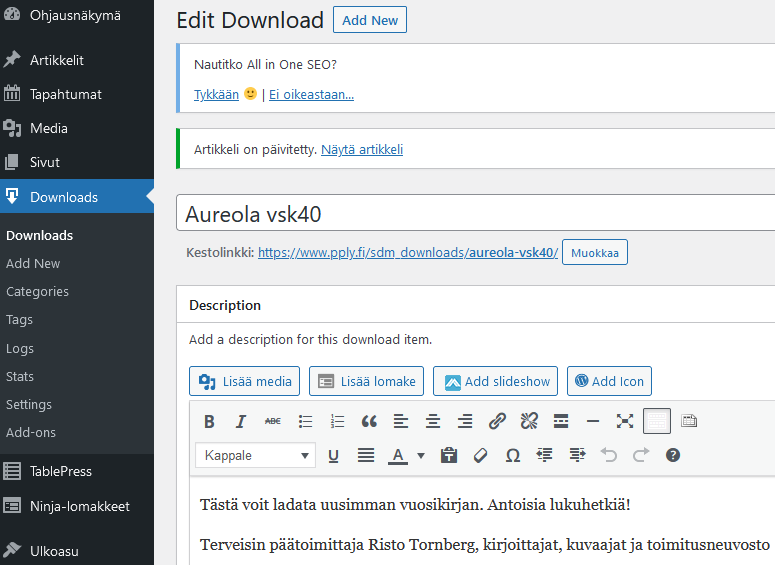 Ohjausnäkymä
Artikkelit
Tapahtumat
Media
Sivut
Downloads
Downloads
Add New
Categories
Tags
Logs
Stats
Settings
Add-ons
TablePress
Ninja-lomakkeet
Ulkoasu
Edit Download Add New
Nautitko All in One SEO?
Tykkään 🙂 | Ei oikeastaan...
Artikkeli on päivitetty. Näytä artikkeli
Aureola vsk40
Kestolinkki: https://www.pply.fi/sdm_downloads/aureola-vsk40/ Muokkaa
Description
Add a description for this download item.
Lisää media Lisää lomake Add slideshow Add Icon
B I ABC
Kappale U A
Tästä voit ladata uusimman vuosikirjan. Antoisia lukuhetkiä!
Terveisin päätoimittaja Risto Tornberg, kirjoittajat, kuvaajat ja toimitusneuvosto